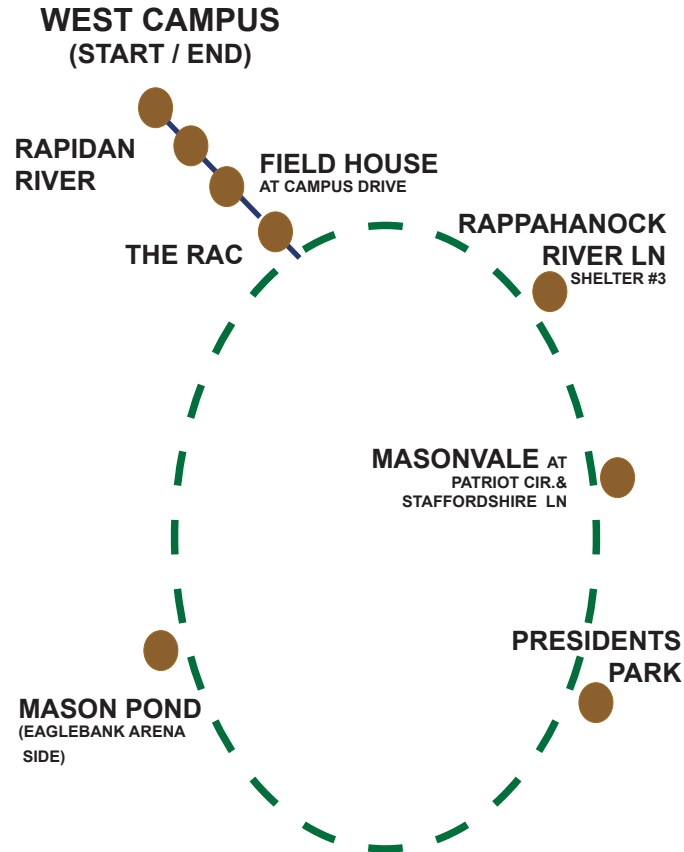 WEST CAMPUS
(START / END)
RAPIDAN
RIVER
FIELD HOUSE
AT CAMPUS DRIVE
THE RAC
RAPPAHANOCK
RIVER LN
SHELTER #3
MASONVALE AT
PATRIOT CIR.&
STAFFORDSHIRE LN
PRESIDENTS
PARK
MASON POND
(EAGLEBANK ARENA
SIDE)